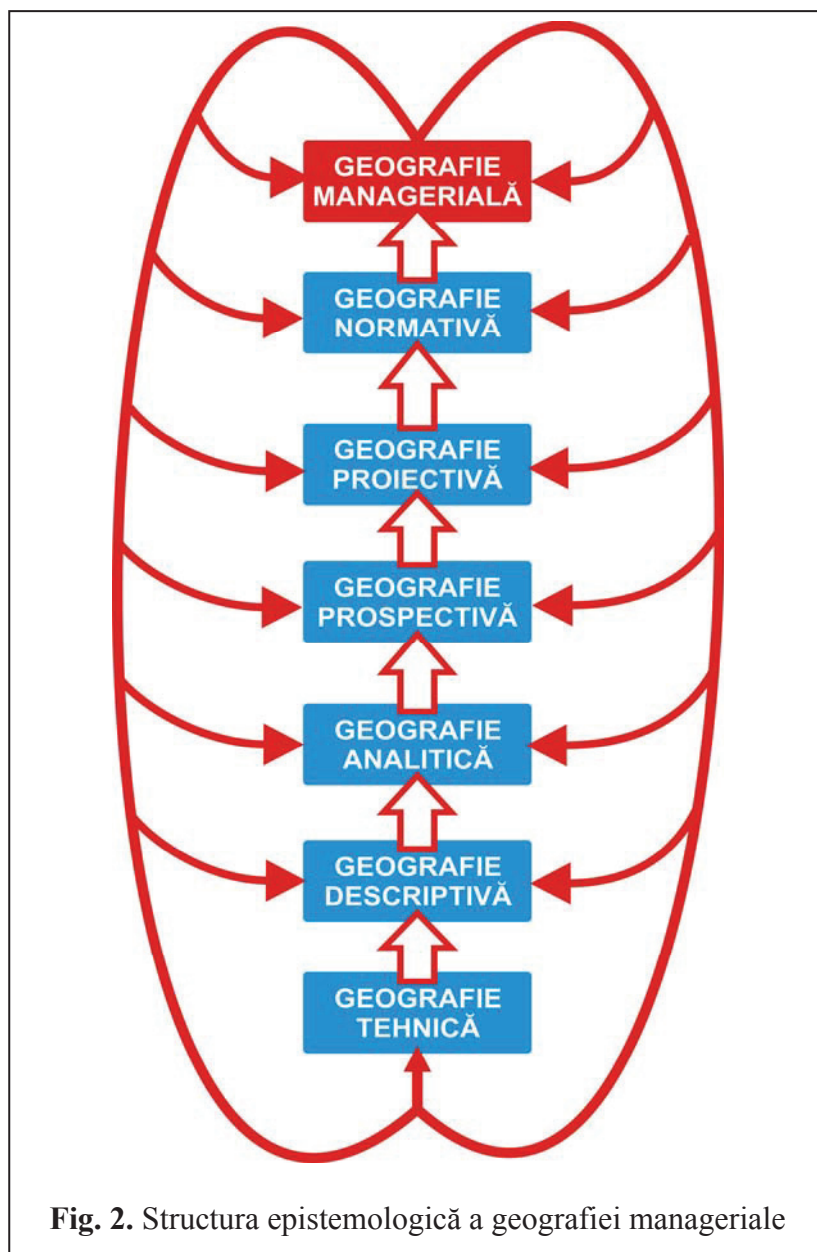 GEOGRAFIE
MANAGERIALĂ
GEOGRAFIE
NORMATIVĂ
GEOGRAFIE
PROIECTIVĂ
GEOGRAFIE
PROSPECTIVĂ
GEOGRAFIE
ANALITICĂ
GEOGRAFIE
DESCRIPTIVĂ
GEOGRAFIE
TEHNICĂ
Fig. 2. Structura epistemologică a geografiei manageriale